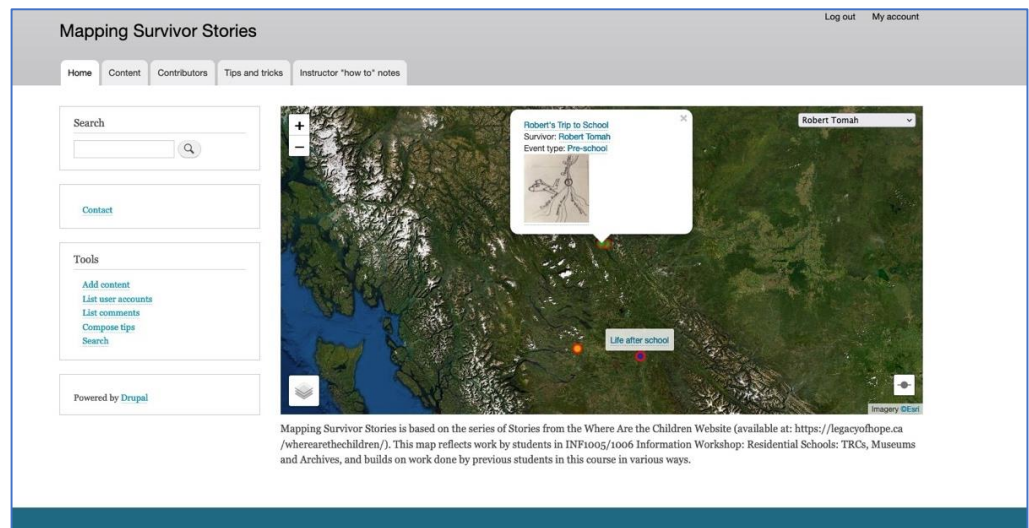 Log out My account
Mapping Survivor Stories
Home Content Contributors Tips and tricks Instructor "how to" notes
Search
Contact
Tools
Add content
List user accounts
List comments
Compose tips
Search
Powered by Drupal
+
−
Robert's Trip to School
Survivor: Robert Tomah
Event type: Pre-school
×
Robert Tomah
Life after school
Imagery ©Esri
Mapping Survivor Stories is based on the series of Stories from the Where Are the Children Website (available at: https://legacyofhope.ca
/wherearethechildren/). This map reflects work by students in INF1005/1006 Information Workshop: Residential Schools: TRCs, Museums
and Archives, and builds on work done by previous students in this course in various ways.